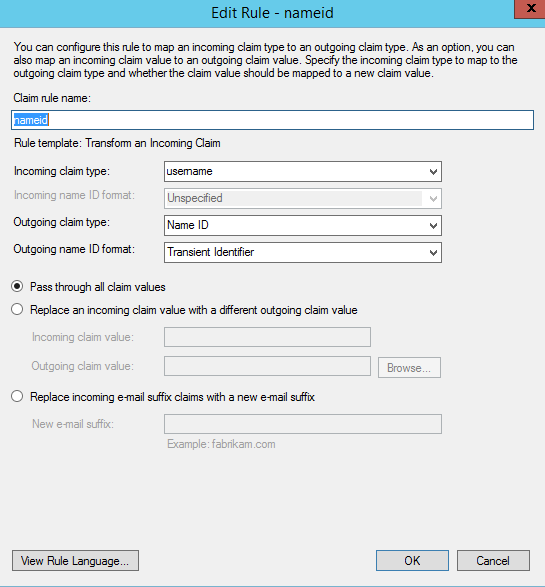 Edit Rule - nameid
x
You can configure this rule to map an incoming claim type to an outgoing claim type. As an option, you can
also map an incoming claim value to an outgoing claim value. Specify the incoming claim type to map to the
outgoing claim type and whether the claim value should be mapped to a new claim value.
Claim rule name:
nameid
Rule template: Transform an Incoming Claim
Incoming claim type: username
Incoming name ID format: Unspecified
Outgoing claim type: Name ID
Outgoing name ID format: Transient Identifier
Pass through all claim values
Replace an incoming claim value with a different outgoing claim value
Incoming claim value:
Outgoing claim value: Browse...
Replace incoming e-mail suffix claims with a new e-mail suffix
New e-mail suffix:
Example: fabrikam.com
View Rule Language... OK Cancel